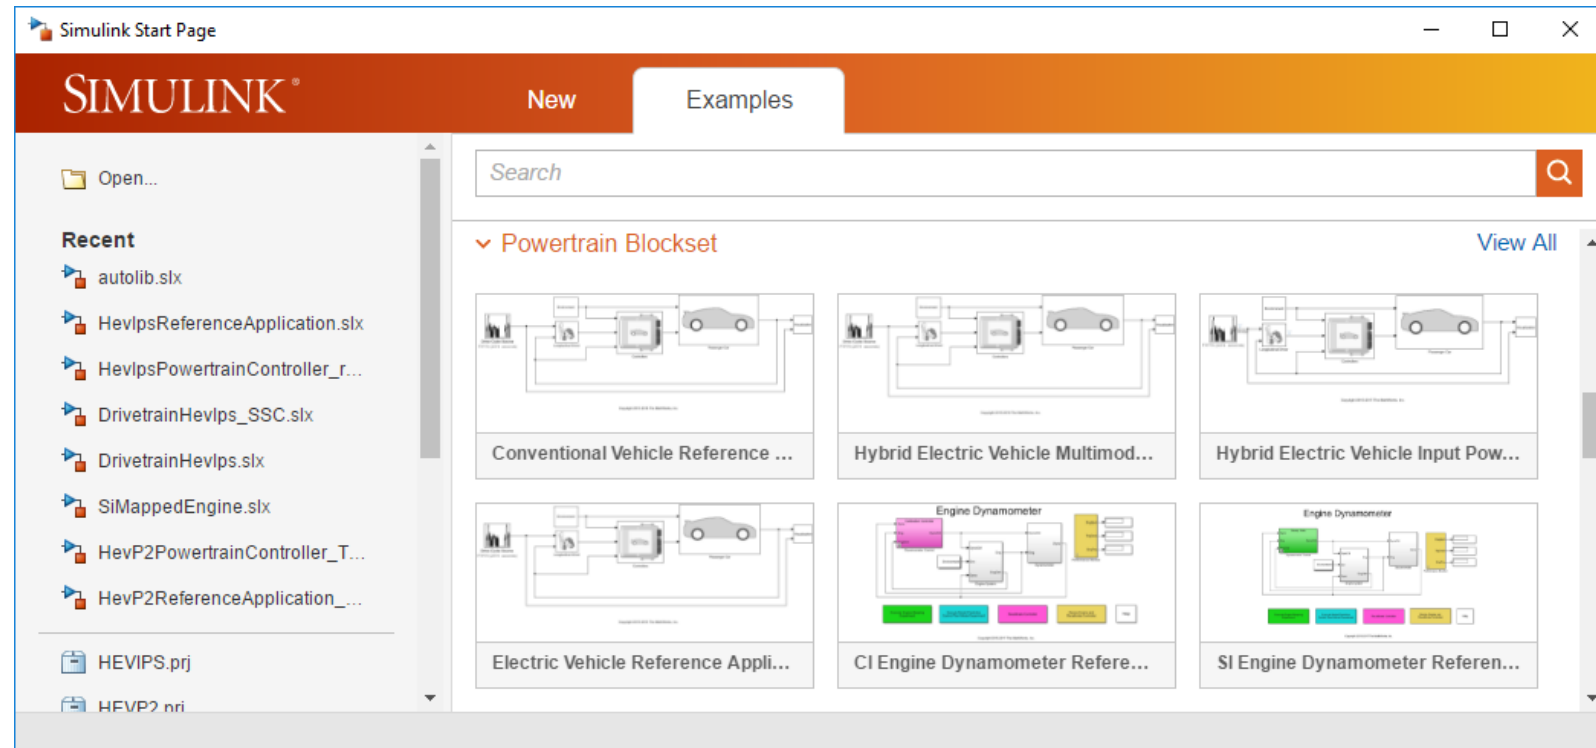 Simulink Start Page
SIMULINK®
New
Examples
Open...
Recent
autolib.slx
HevIpsReferenceApplication.slx
HevIpsPowertrainController_r...
DrivetrainHevIps_SSC.slx
DrivetrainHevIps.slx
SiMappedEngine.slx
HevP2PowertrainController_T...
HevP2ReferenceApplication_...
HEVIPS.prj
HEVP2.prj
Search
Powertrain Blockset
View All
Conventional Vehicle Reference ...
Hybrid Electric Vehicle Multimod...
Hybrid Electric Vehicle Input Pow...
Engine Dynamometer
Engine Dynamometer
Electric Vehicle Reference Appli...
CI Engine Dynamometer Refere...
SI Engine Dynamometer Referen...